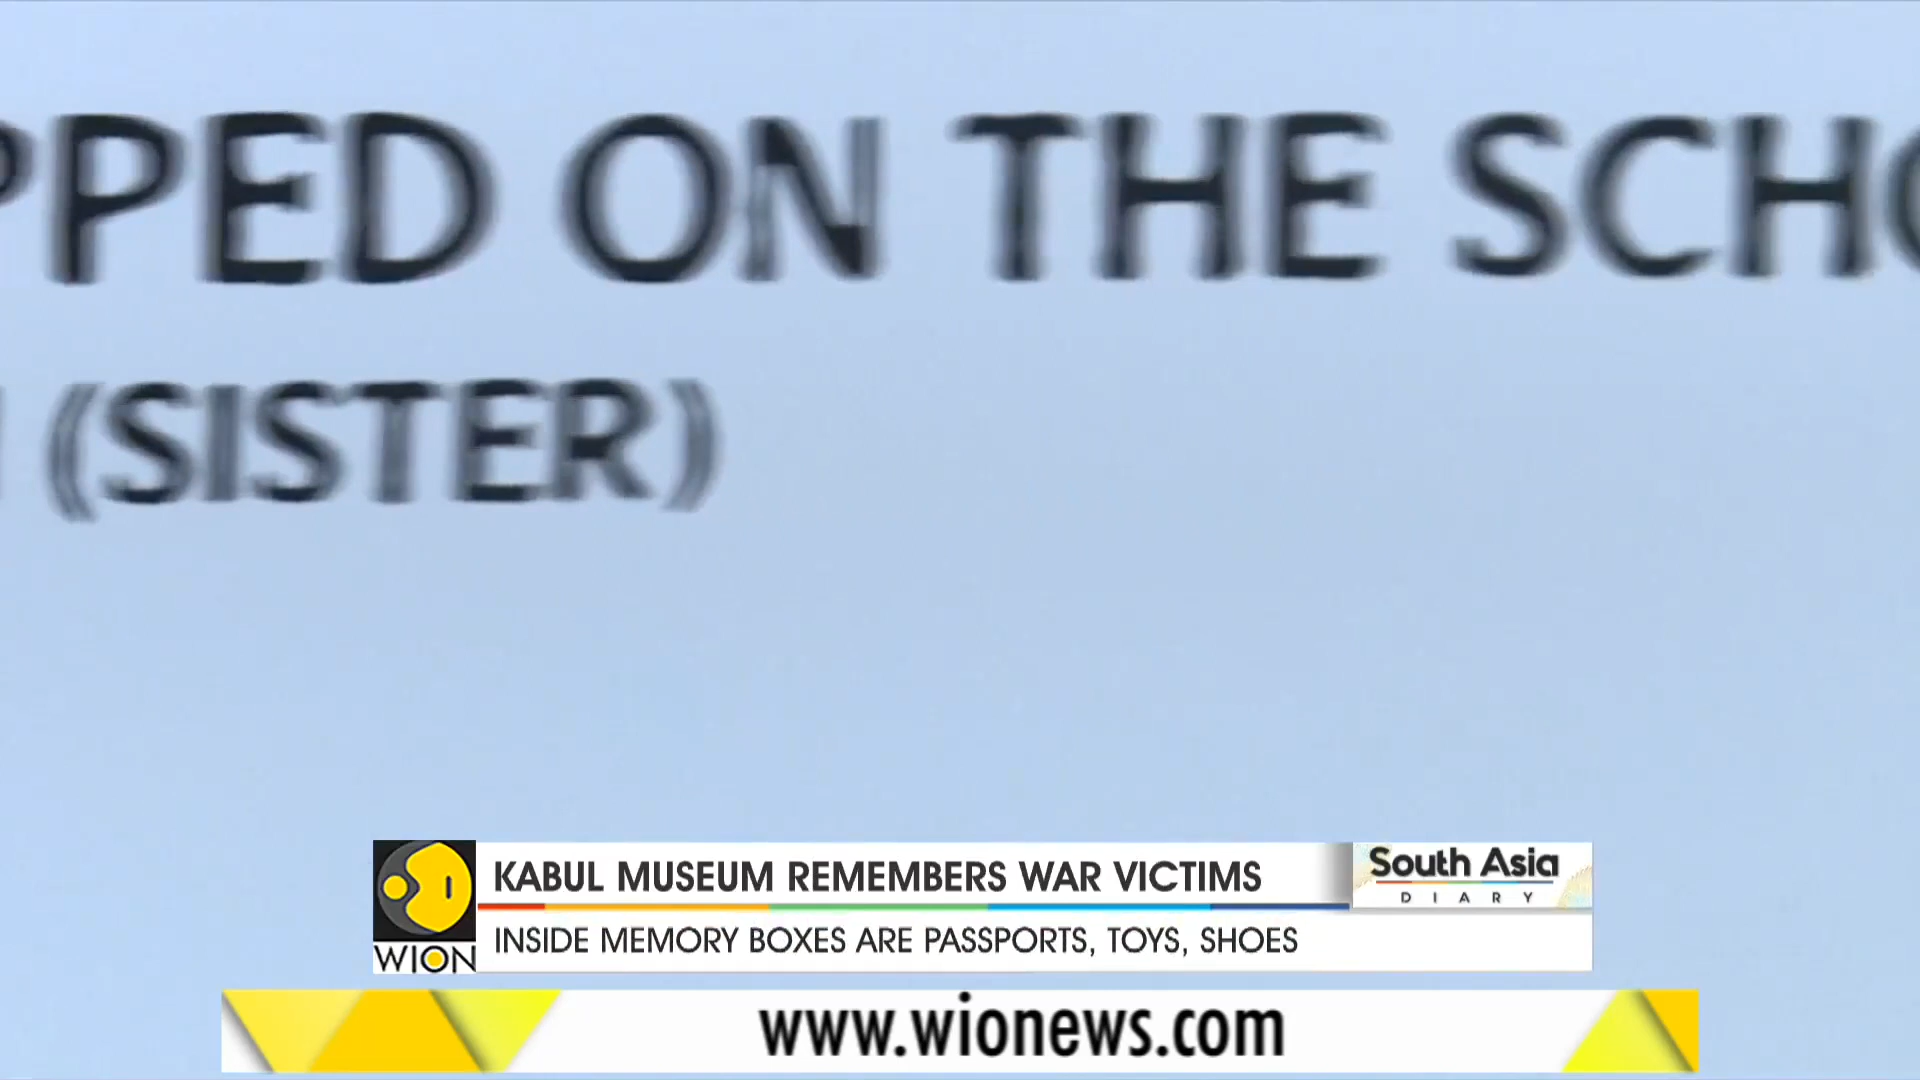 PPED ON THE SCHO
(SISTER)
KABUL MUSEUM REMEMBERS WAR VICTIMS
South Asia
DIARY
INSIDE MEMORY BOXES ARE PASSPORTS, TOYS, SHOES
WION
www.wionews.com